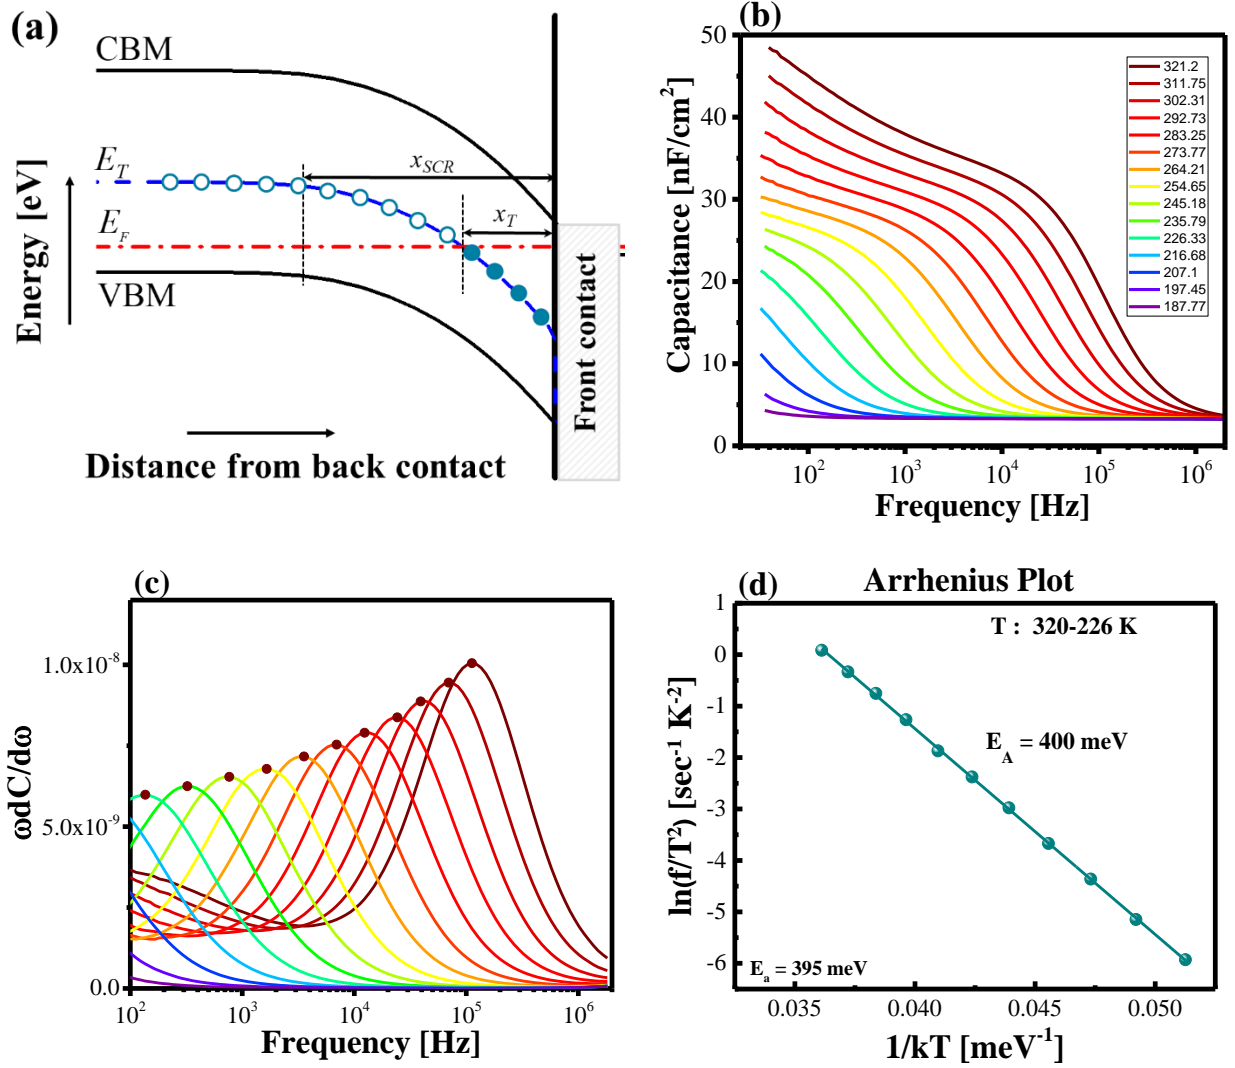 (a)
CBM
E_T
x_SCR
x_T
E_F
VBM
Energy [eV]
Front contact
Distance from back contact
(b)
50
40
30
20
10
0
Capacitance [nF/cm²]
321.2
311.75
302.31
292.73
283.25
273.77
264.21
254.65
245.18
235.79
226.33
216.68
207.1
197.45
187.77
10² 10³ 10⁴ 10⁵ 10⁶
Frequency [Hz]
(c)
1.0x10⁻⁸
5.0x10⁻⁹
0.0
ωdC/dω
10² 10³ 10⁴ 10⁵ 10⁶
Frequency [Hz]
(d)
Arrhenius Plot
T : 320-226 K
1
0
-1
-2
-3
-4
-5
-6
ln(f/T²) [sec⁻¹ K⁻²]
E_A = 400 meV
E_a = 395 meV
0.035 0.040 0.045 0.050
1/kT [meV⁻¹]